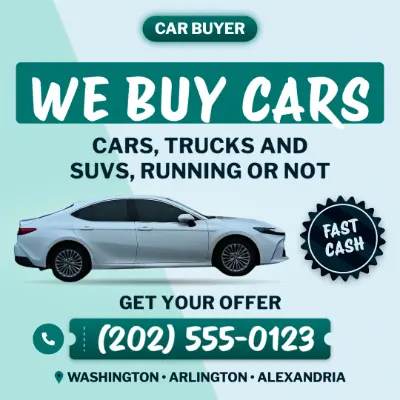 CAR BUYER
WE BUY CARS
CARS, TRUCKS AND
SUVS, RUNNING OR NOT
FAST
CASH
GET YOUR OFFER
(202) 555-0123
WASHINGTON • ARLINGTON • ALEXANDRIA